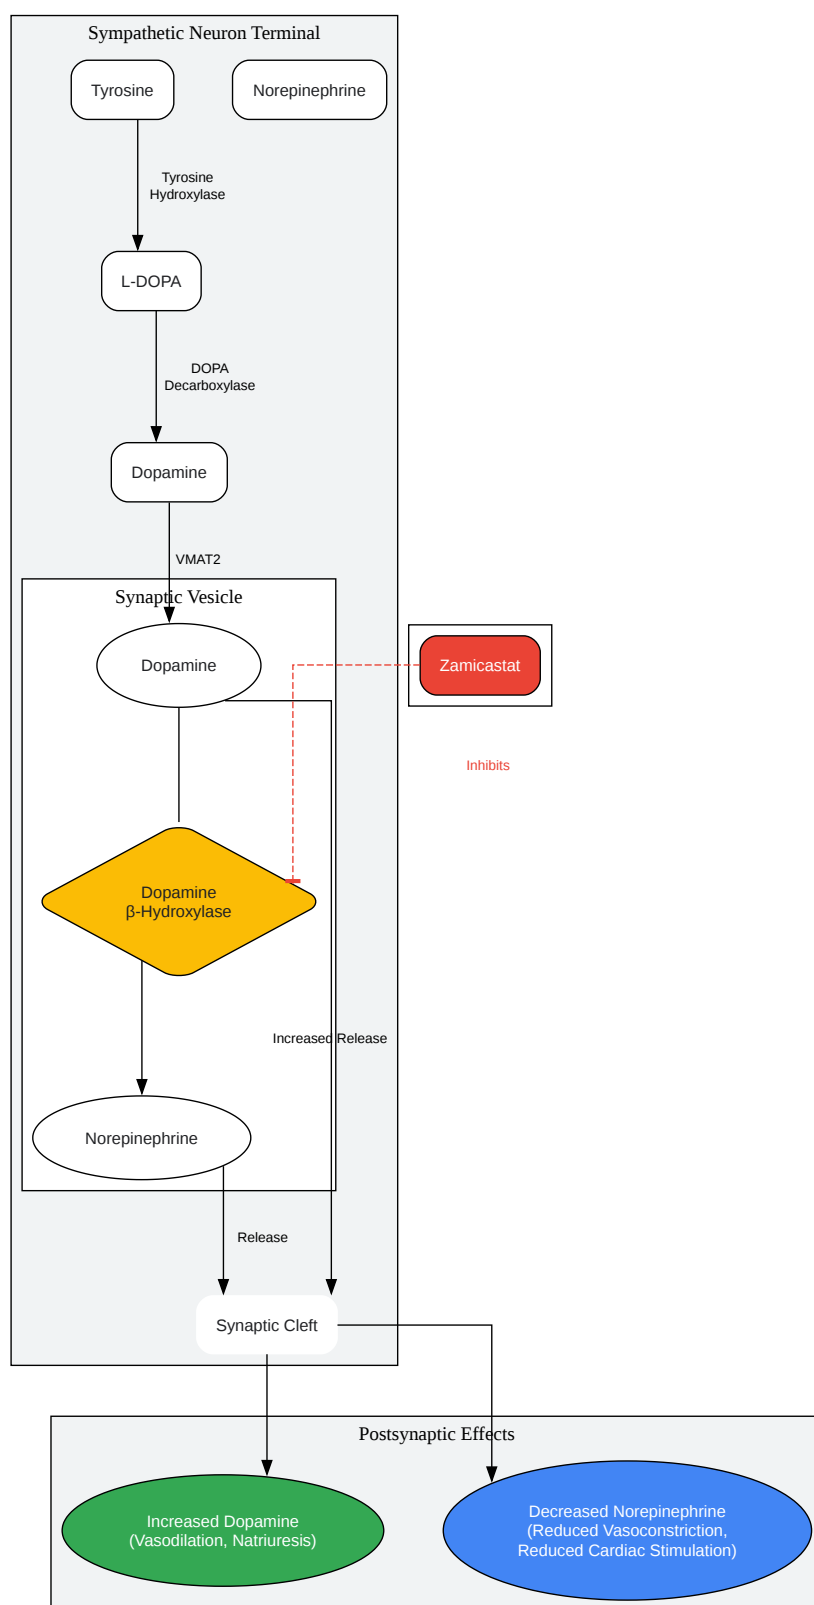 Sympathetic Neuron Terminal
Tyrosine
Norepinephrine
Tyrosine
Hydroxylase
L-DOPA
DOPA
Decarboxylase
Dopamine
VMAT2
Synaptic Vesicle
Dopamine
Zamicastat
Inhibits
Dopamine
β-Hydroxylase
Increased Release
Norepinephrine
Release
Synaptic Cleft
Postsynaptic Effects
Increased Dopamine
(Vasodilation, Natriuresis)
Decreased Norepinephrine
(Reduced Vasoconstriction,
Reduced Cardiac Stimulation)